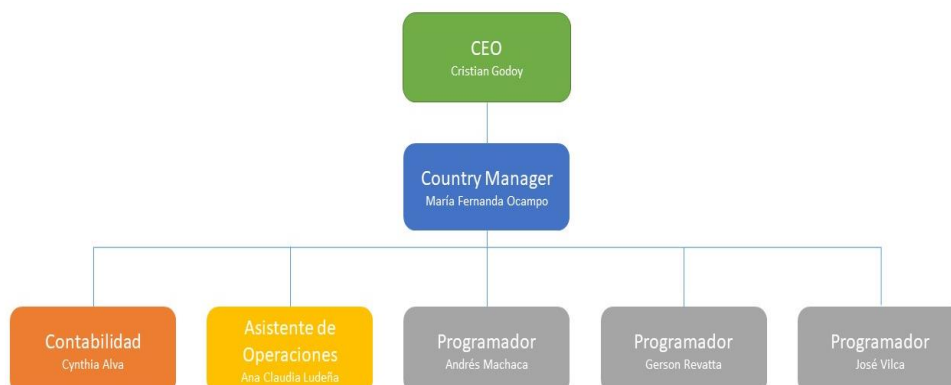 CEO
Cristian Godoy
Country Manager
María Fernanda Ocampo
Contabilidad
Cynthia Alva
Asistente de
Operaciones
Ana Claudia Ludeña
Programador
Andrés Machaca
Programador
Gerson Revatta
Programador
José Vilca